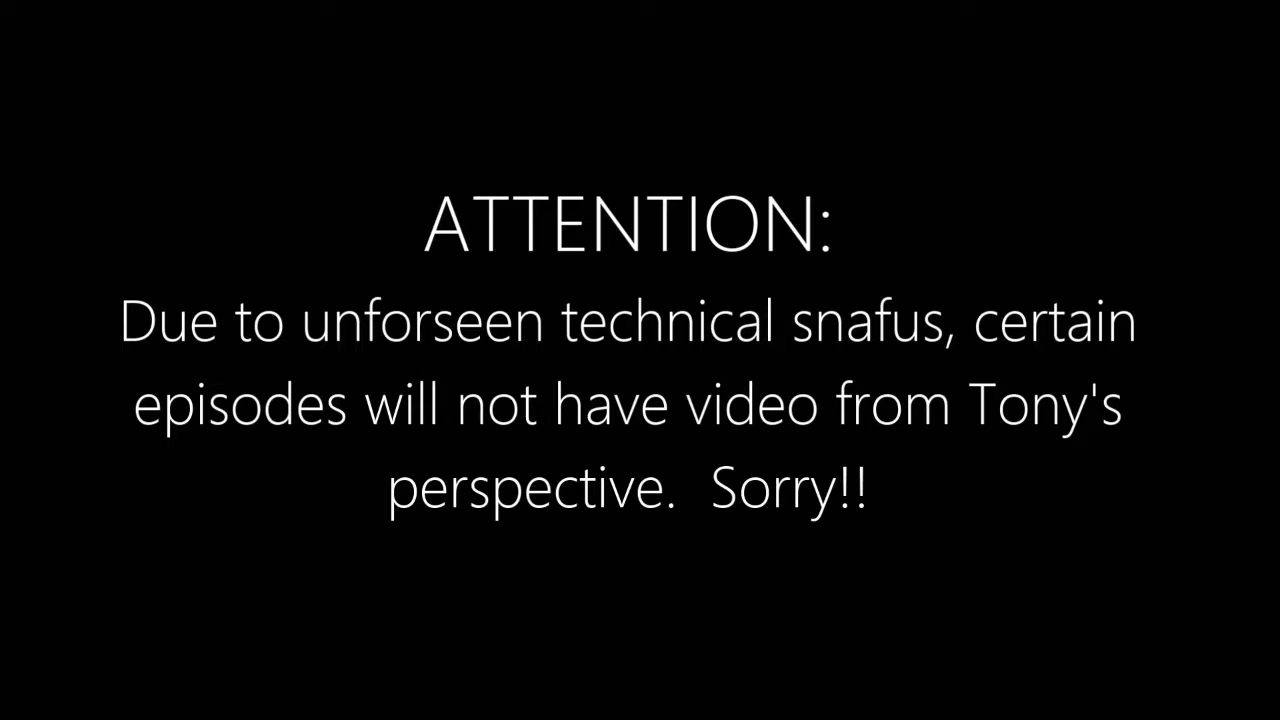 ATTENTION:
Due to unforseen technical snafus, certain
episodes will not have video from Tony's
perspective.  Sorry!!